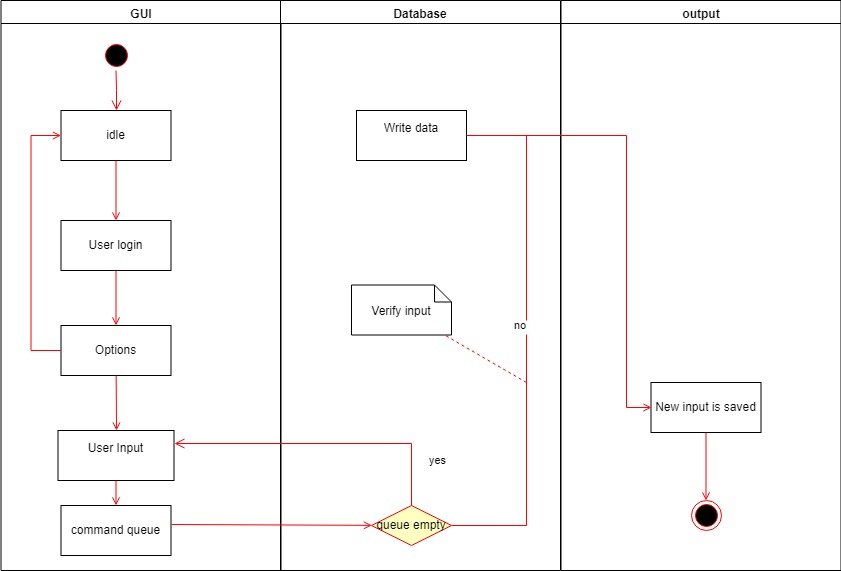 GUI
Database
output
idle
Write data
User login
Verify input
no
Options
New input is saved
User Input
yes
command queue
queue empty